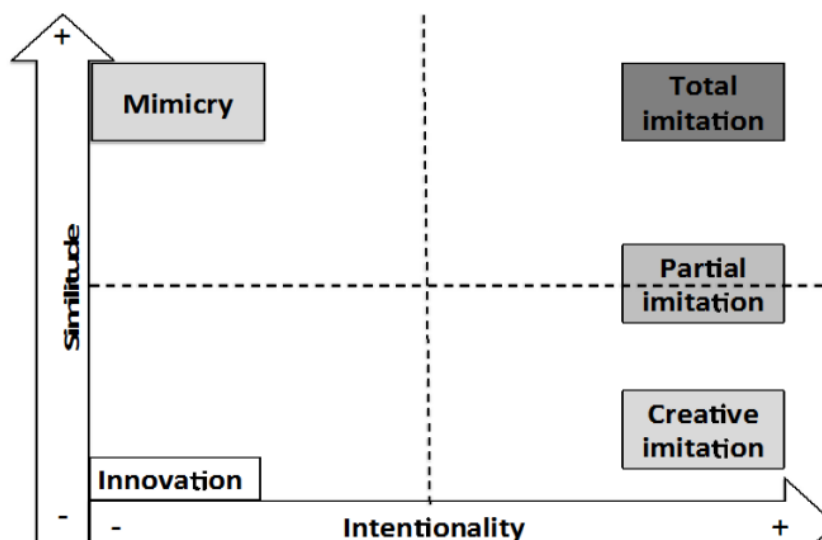 +
Mimicry
Total
imitation
Similitude
Partial
imitation
Creative
imitation
Innovation
-
-
Intentionality
+